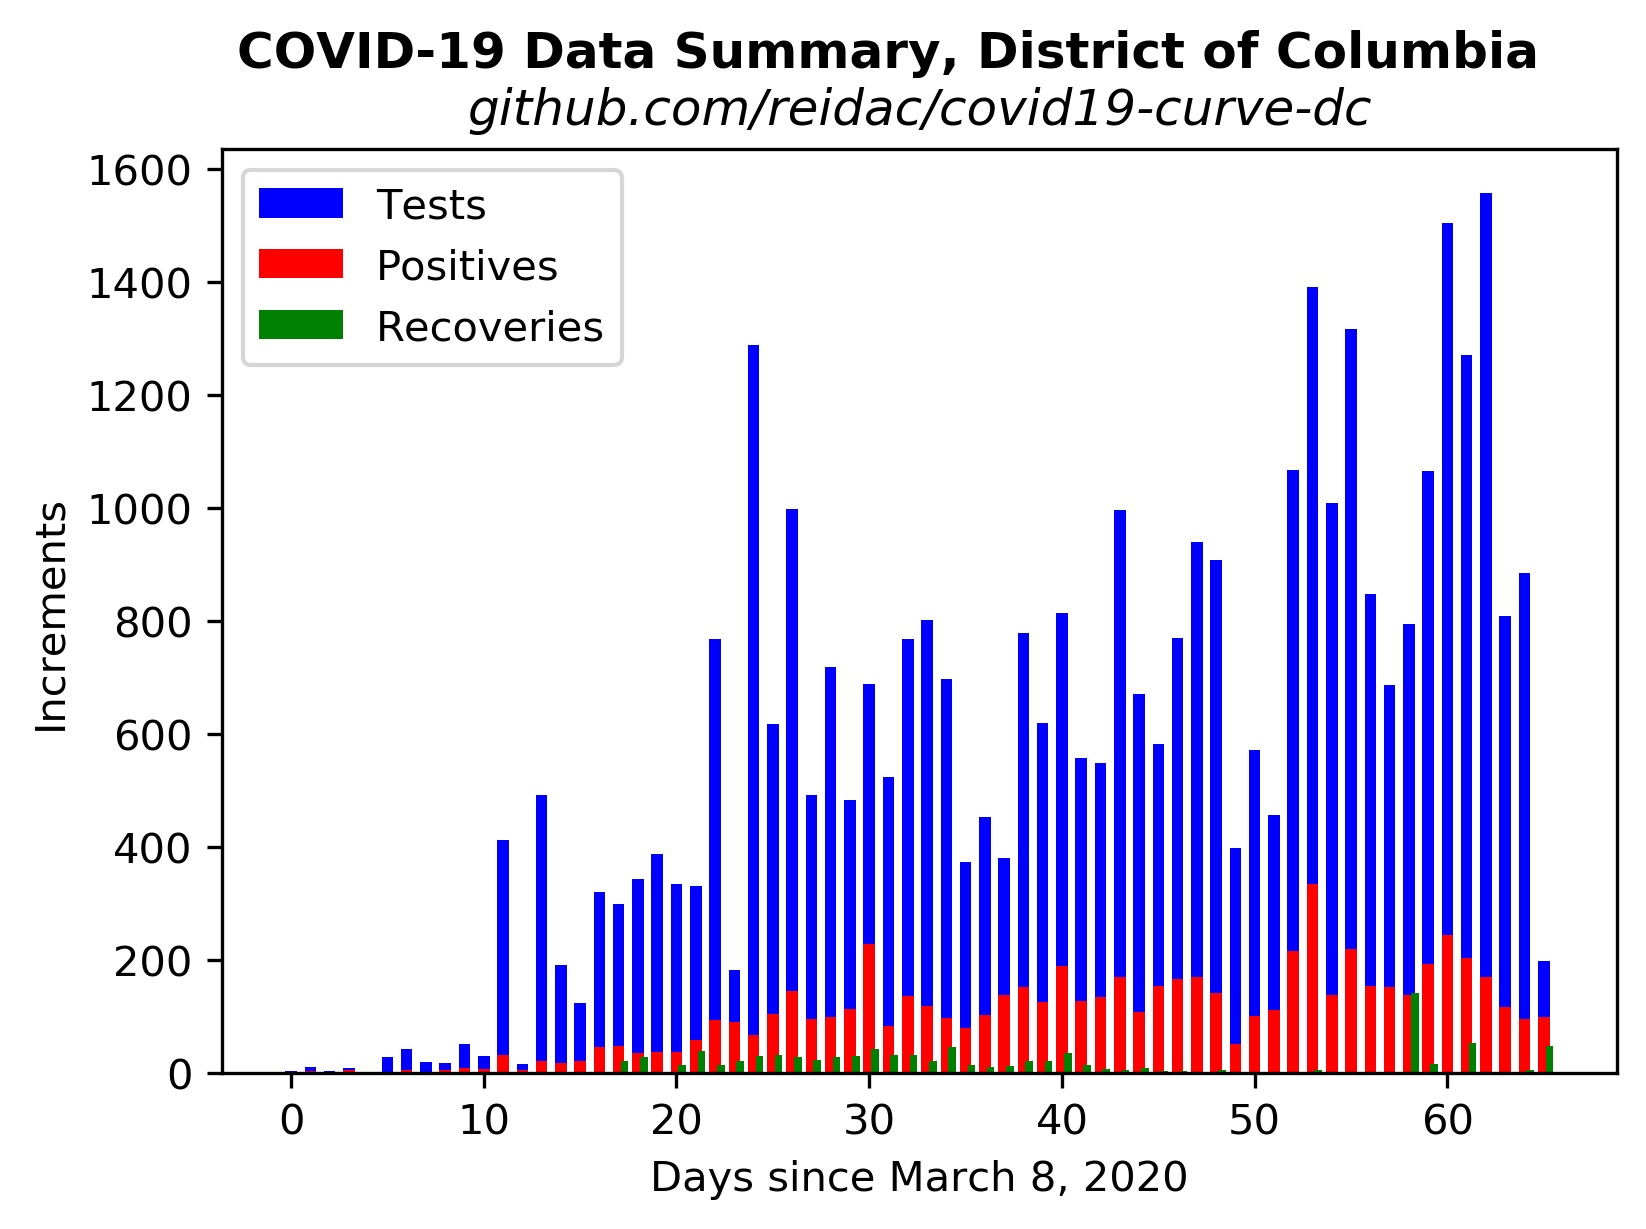 COVID-19 Data Summary, District of Columbia
github.com/reidac/covid19-curve-dc
1600
1400
1200
1000
800
600
400
200
0
Increments
Tests
Positives
Recoveries
0 10 20 30 40 50 60
Days since March 8, 2020